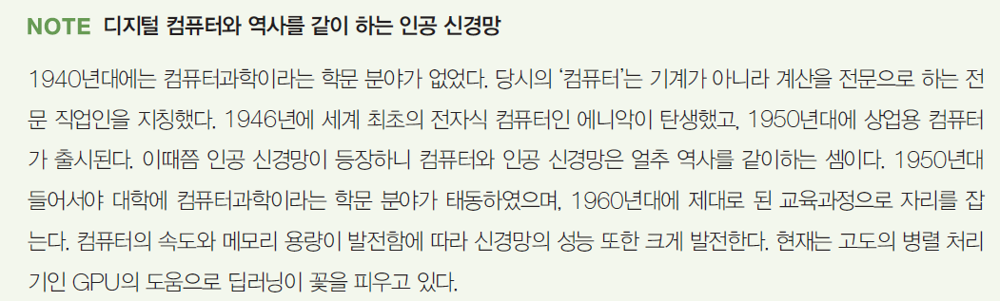 NOTE 디지털 컴퓨터와 역사를 같이 하는 인공 신경망
1940년대에는 컴퓨터과학이라는 학문 분야가 없었다. 당시의 ‘컴퓨터’는 기계가 아니라 계산을 전문으로 하는 전
문 직업인을 지칭했다. 1946년에 세계 최초의 전자식 컴퓨터인 에니악이 탄생했고, 1950년대에 상업용 컴퓨터
가 출시된다. 이때쯤 인공 신경망이 등장하니 컴퓨터와 인공 신경망은 얼추 역사를 같이하는 셈이다. 1950년대
들어서야 대학에 컴퓨터과학이라는 학문 분야가 태동하였으며, 1960년대에 제대로 된 교육과정으로 자리를 잡
는다. 컴퓨터의 속도와 메모리 용량이 발전함에 따라 신경망의 성능 또한 크게 발전한다. 현재는 고도의 병렬 처리
기인 GPU의 도움으로 딥러닝이 꽃을 피우고 있다.